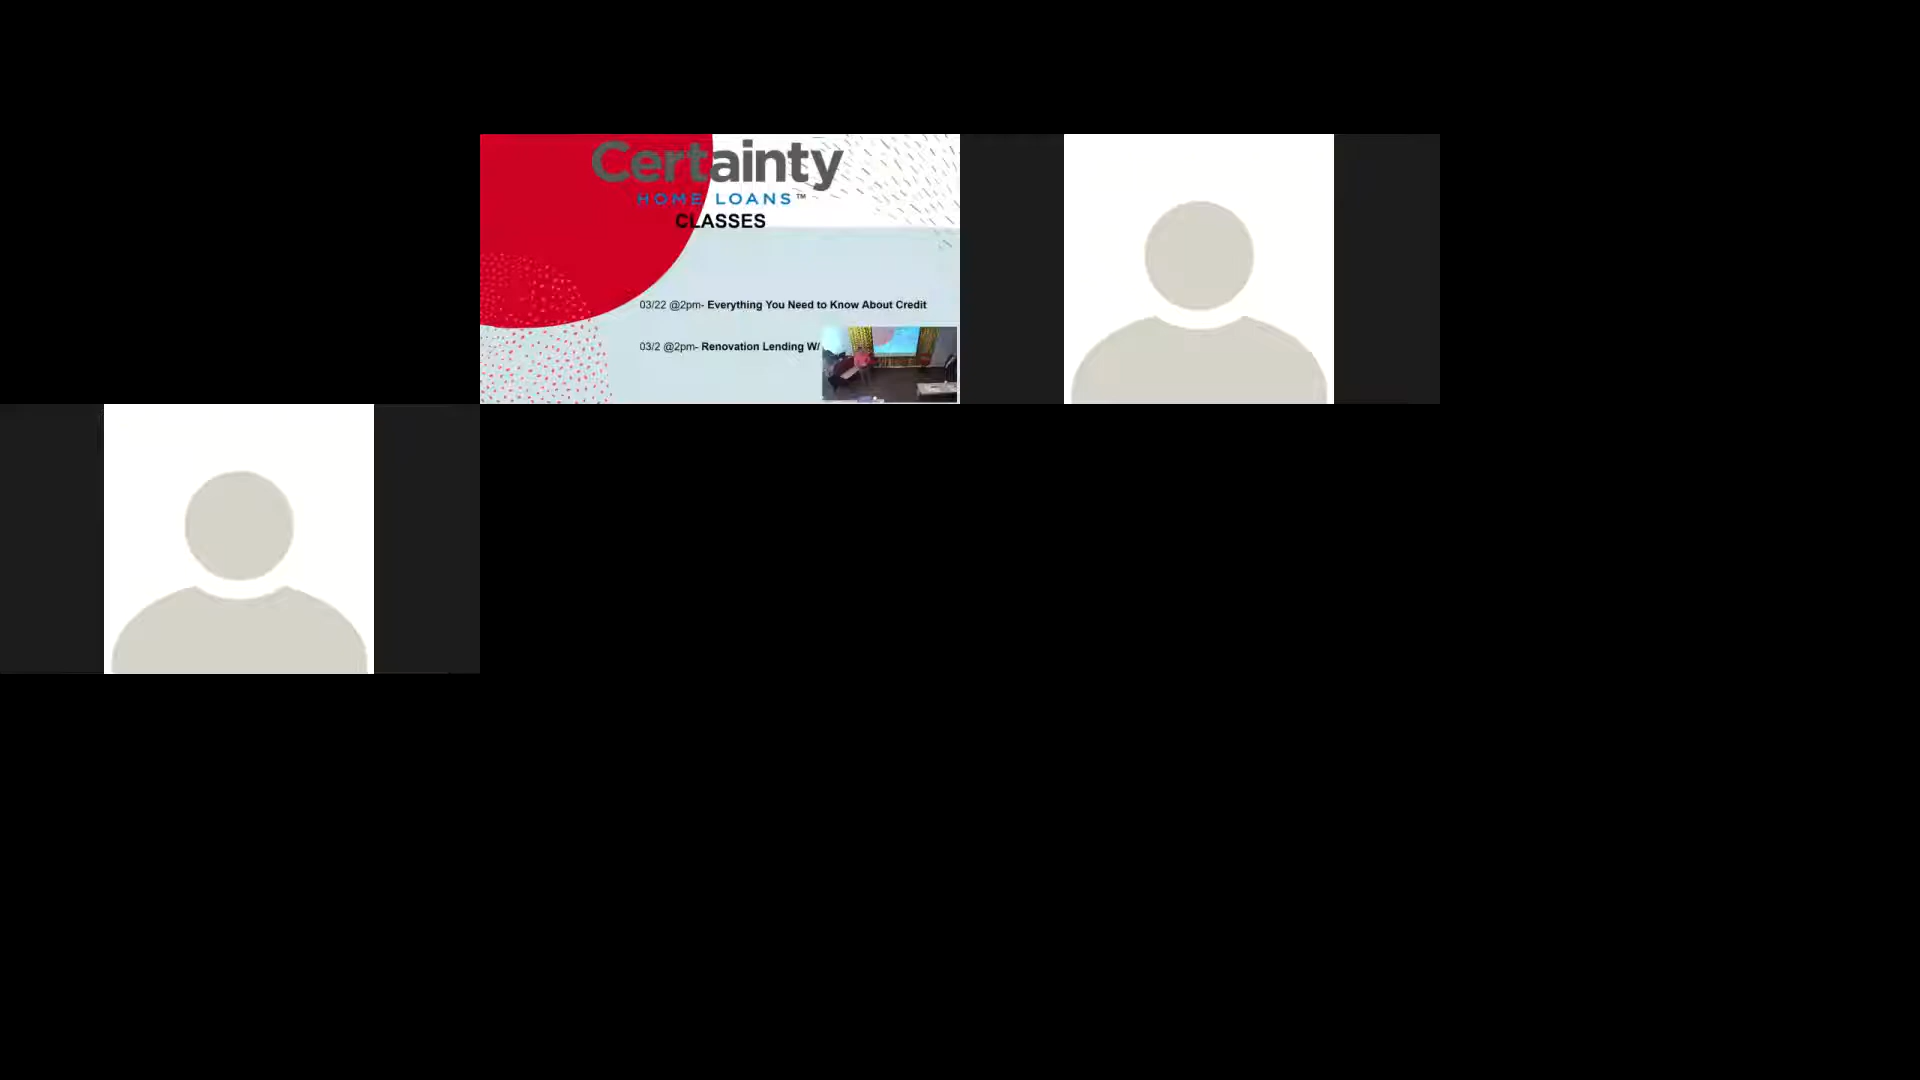 Certainty
HOME LOANS™
CLASSES
03/22 @2pm- Everything You Need to Know About Credit
03/2 @2pm- Renovation Lending W/